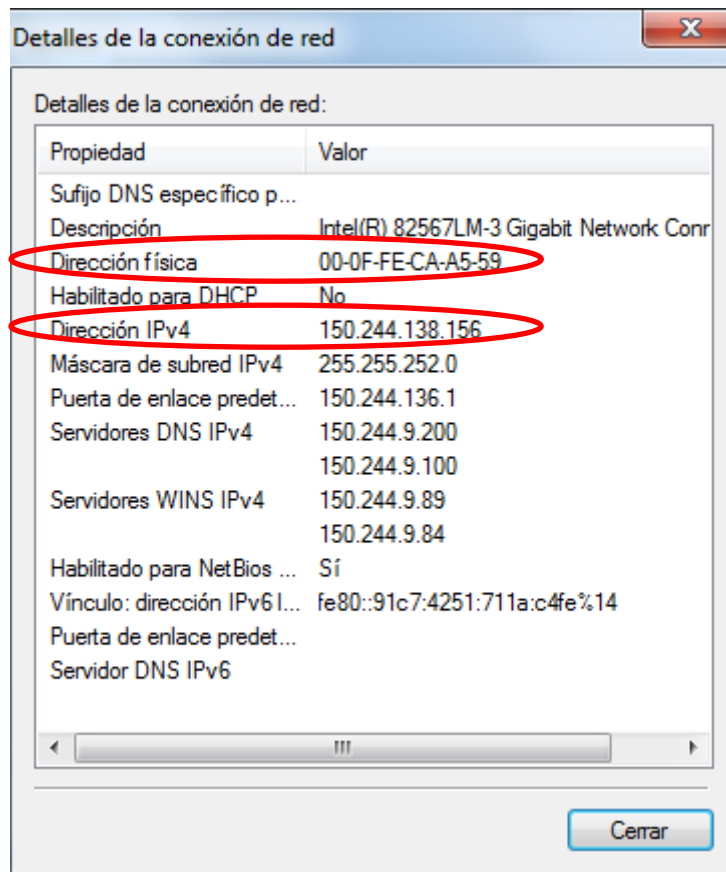 Detalles de la conexión de red
Detalles de la conexión de red:
Propiedad Valor
Sufijo DNS específico p...
Descripción Intel(R) 82567LM-3 Gigabit Network Conr
Dirección física 00-0F-FE-CA-A5-59
Habilitado para DHCP No
Dirección IPv4 150.244.138.156
Máscara de subred IPv4 255.255.252.0
Puerta de enlace predet... 150.244.136.1
Servidores DNS IPv4 150.244.9.200
150.244.9.100
Servidores WINS IPv4 150.244.9.89
150.244.9.84
Habilitado para NetBios ... Sí
Vínculo: dirección IPv6 l... fe80::91c7:4251:711a:c4fe%14
Puerta de enlace predet...
Servidor DNS IPv6
Cerrar